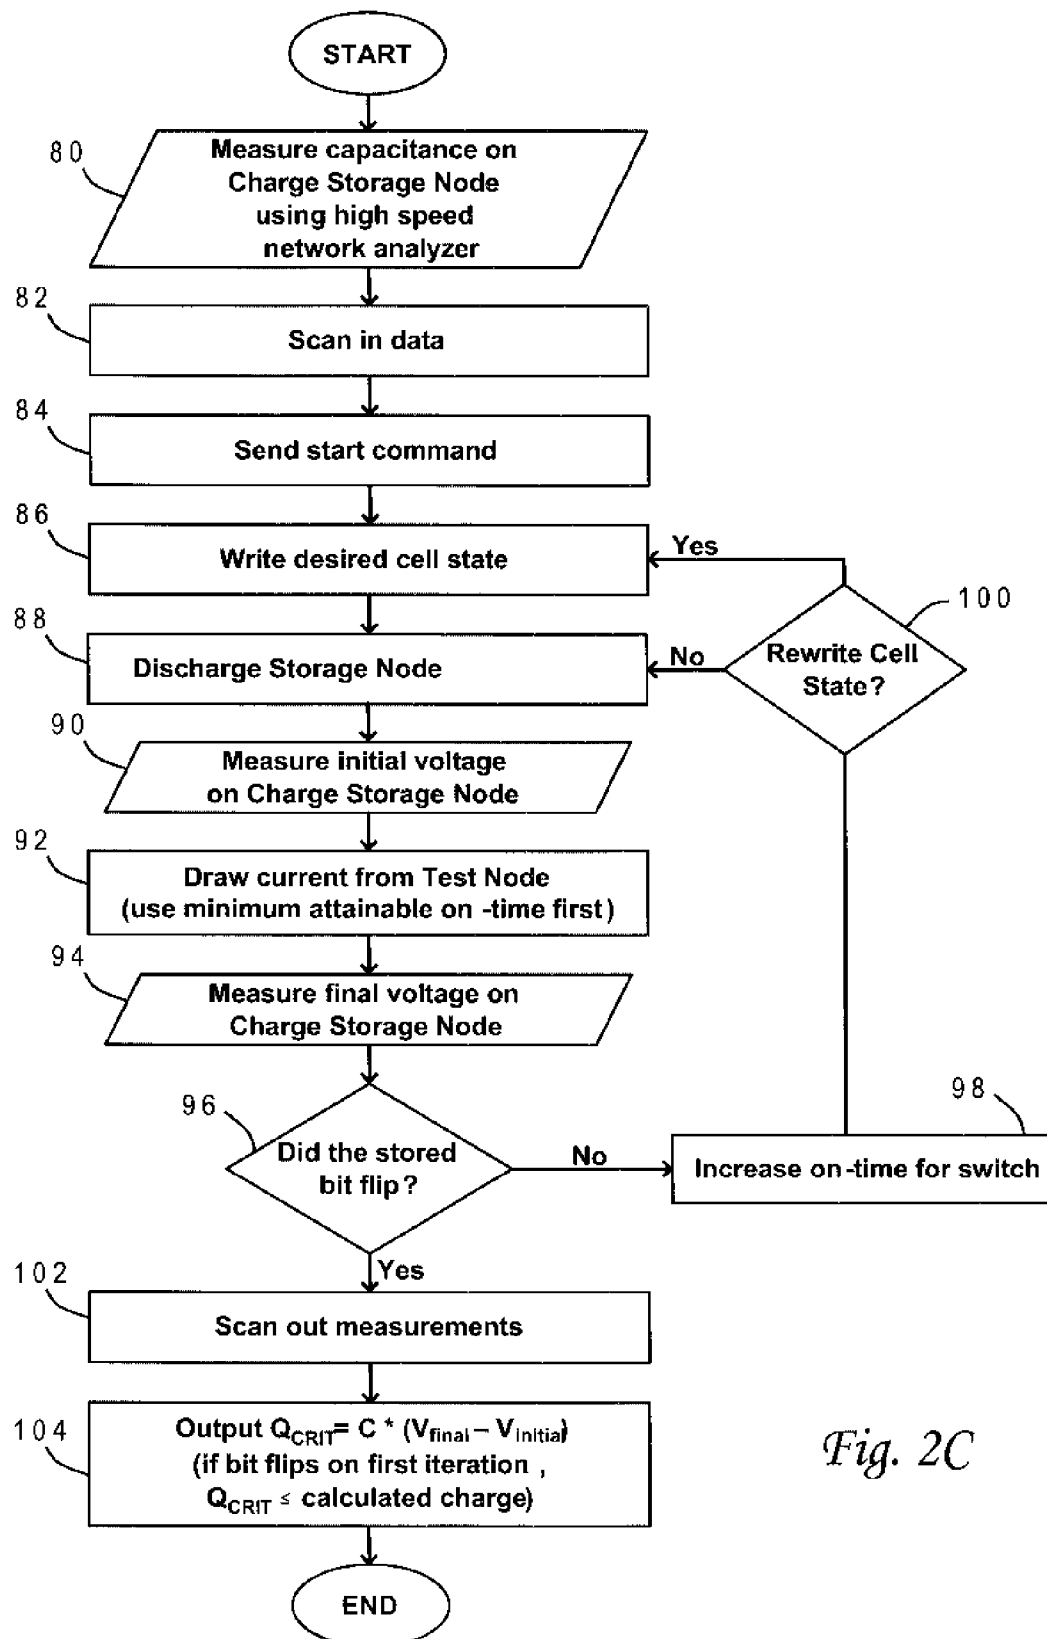 START
80
Measure capacitance on
Charge Storage Node
using high speed
network analyzer
82
Scan in data
84
Send start command
86
Write desired cell state
Yes
100
88
Discharge Storage Node
No
Rewrite Cell
State?
90
Measure initial voltage
on Charge Storage Node
92
Draw current from Test Node
(use minimum attainable on -time first)
94
Measure final voltage on
Charge Storage Node
96
Did the stored
bit flip?
No
98
Increase on-time for switch
Yes
102
Scan out measurements
104
Output QCRIT= C * (Vfinal – Vinitial)
(if bit flips on first iteration ,
QCRIT ≤ calculated charge)
Fig. 2C
END